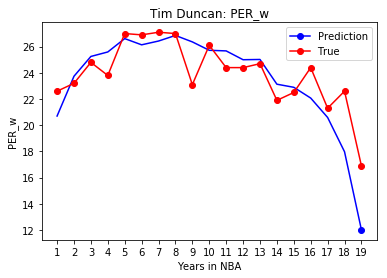 Tim Duncan: PER_w
Prediction
True
PER_w
26
24
22
20
18
16
14
12
1 2 3 4 5 6 7 8 9 10 11 12 13 14 15 16 17 18 19
Years in NBA